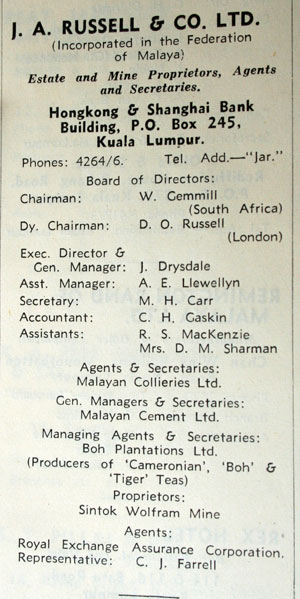 J. A. RUSSELL & CO. LTD.
(Incorporated in the Federation
of Malaya)
Estate and Mine Proprietors, Agents
and Secretaries.
Hongkong & Shanghai Bank
Building, P.O. Box 245,
Kuala Lumpur.
Phones: 4264/6. Tel. Add.—"Jar."
Board of Directors:
Chairman: W. Gemmill
(South Africa)
Dy. Chairman: D. O. Russell
(London)
Exec. Director &
Gen. Manager: J. Drysdale
Asst. Manager: A. E. Llewellyn
Secretary: M. H. Carr
Accountant: C. H. Gaskin
Assistants: R. S. MacKenzie
Mrs. D. M. Sharman
Agents & Secretaries:
Malayan Collieries Ltd.
Gen. Managers & Secretaries:
Malayan Cement Ltd.
Managing Agents & Secretaries:
Boh Plantations Ltd.
(Producers of 'Cameronian', 'Boh' &
'Tiger' Teas)
Proprietors:
Sintok Wolfram Mine
Agents:
Royal Exchange Assurance Corporation.
Representative: C. J. Farrell